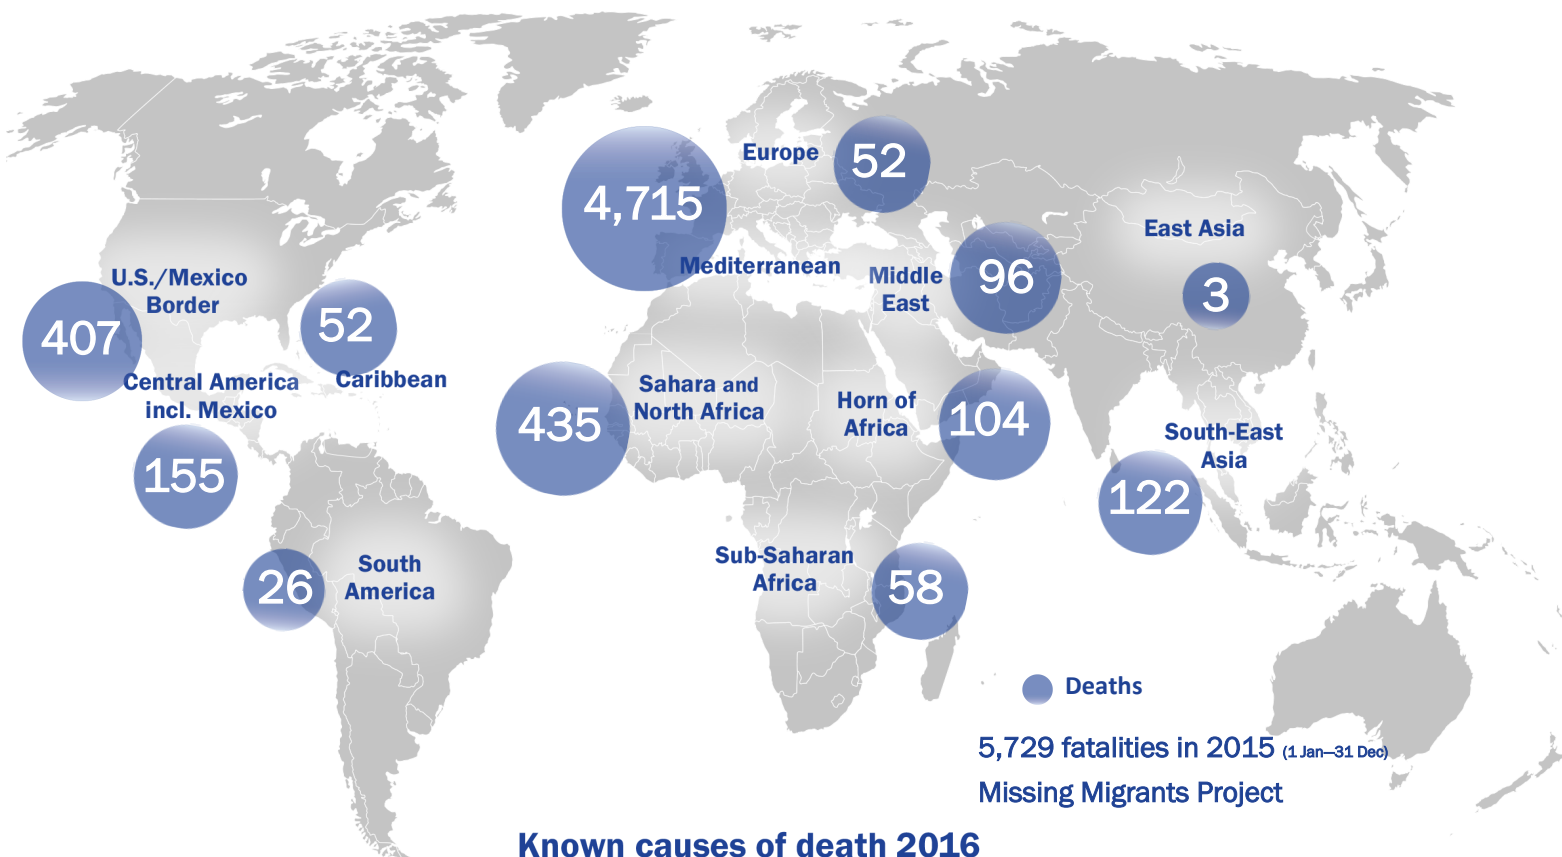 Europe
52
4,715
East Asia
Mediterranean
Middle
East
96
3
U.S./Mexico
Border
407
52
Caribbean
Central America
incl. Mexico
155
Sahara and
North Africa
435
Horn of
Africa
104
South-East
Asia
122
South
America
26
Sub-Saharan
Africa
58
Deaths
5,729 fatalities in 2015 (1 Jan—31 Dec)
Missing Migrants Project
Known causes of death 2016